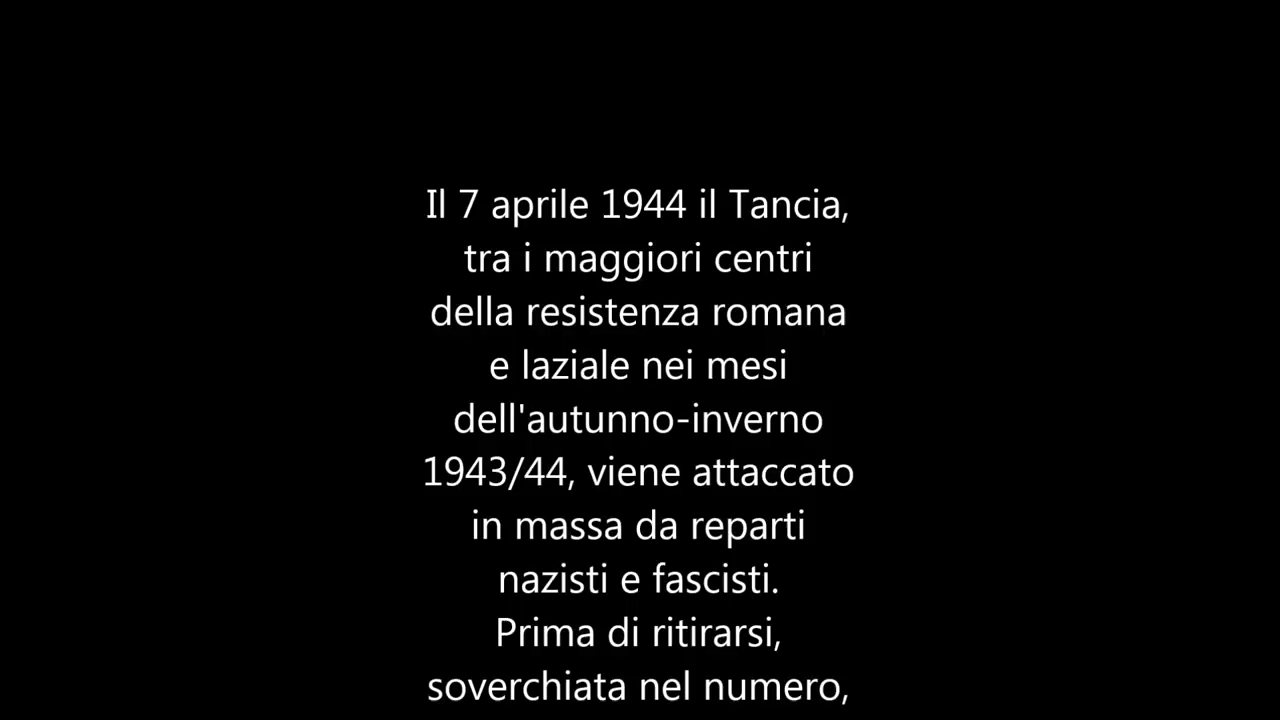 Il 7 aprile 1944 il Tancia,
tra i maggiori centri
della resistenza romana
e laziale nei mesi
dell'autunno-inverno
1943/44, viene attaccato
in massa da reparti
nazisti e fascisti.
Prima di ritirarsi,
soverchiata nel numero,